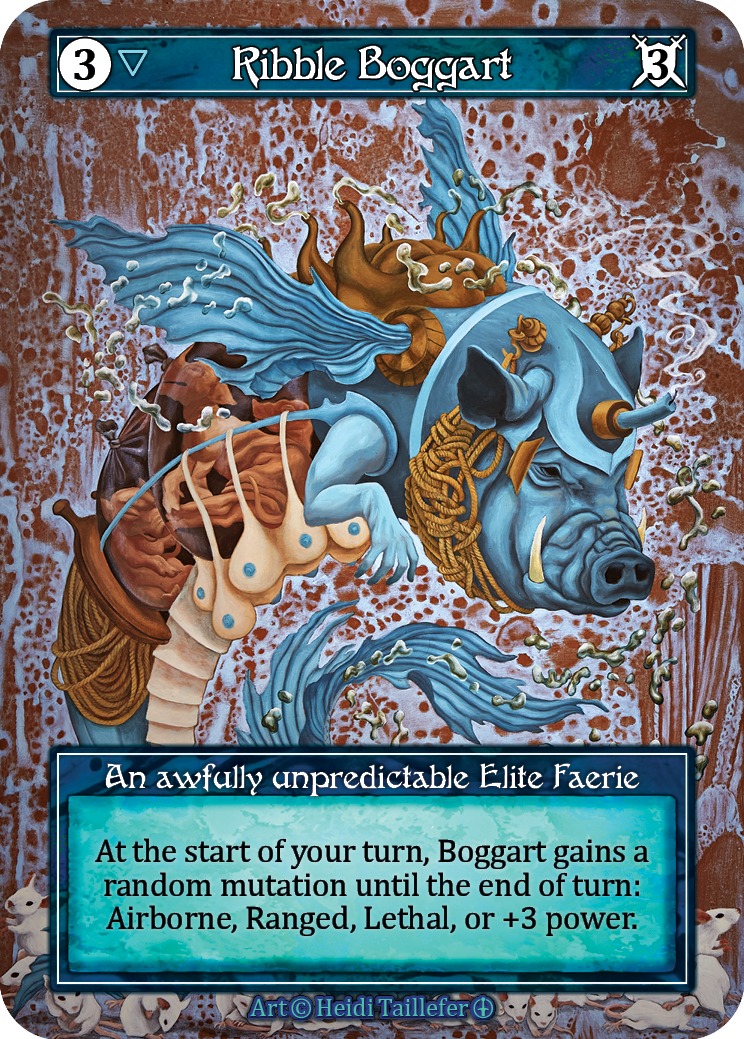 3 Ribble Boggart 3
An awfully unpredictable Elite Faerie
At the start of your turn, Boggart gains a
random mutation until the end of turn:
Airborne, Ranged, Lethal, or +3 power.
Art © Heidi Taillefer